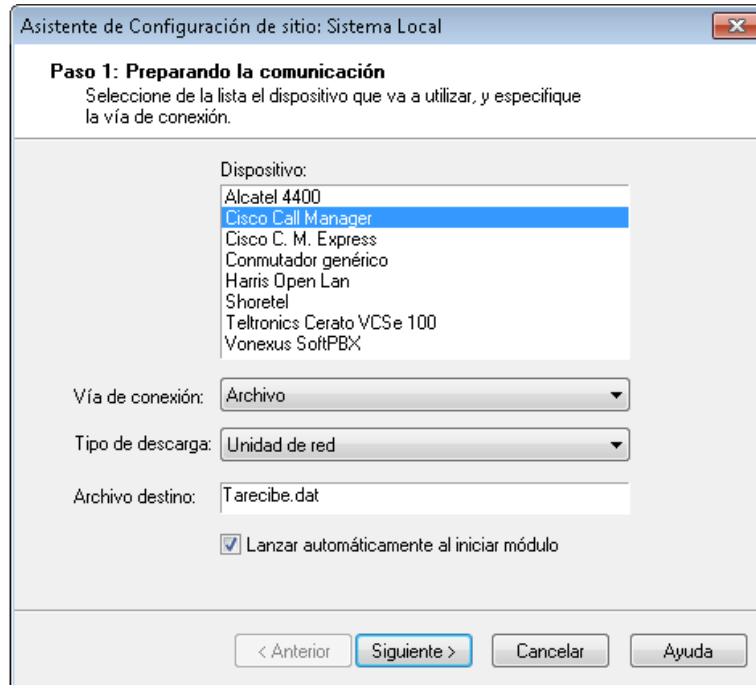 Asistente de Configuración de sitio: Sistema Local
Paso 1: Preparando la comunicación
Seleccione de la lista el dispositivo que va a utilizar, y especifique
la vía de conexión.
Dispositivo:
Alcatel 4400
Cisco Call Manager
Cisco C. M. Express
Conmutador genérico
Harris Open Lan
Shoretel
Teltronics Cerato VCSe 100
Vonexus SoftPBX
Vía de conexión: Archivo
Tipo de descarga: Unidad de red
Archivo destino: Tarecibe.dat
Lanzar automáticamente al iniciar módulo
< Anterior Siguiente > Cancelar Ayuda